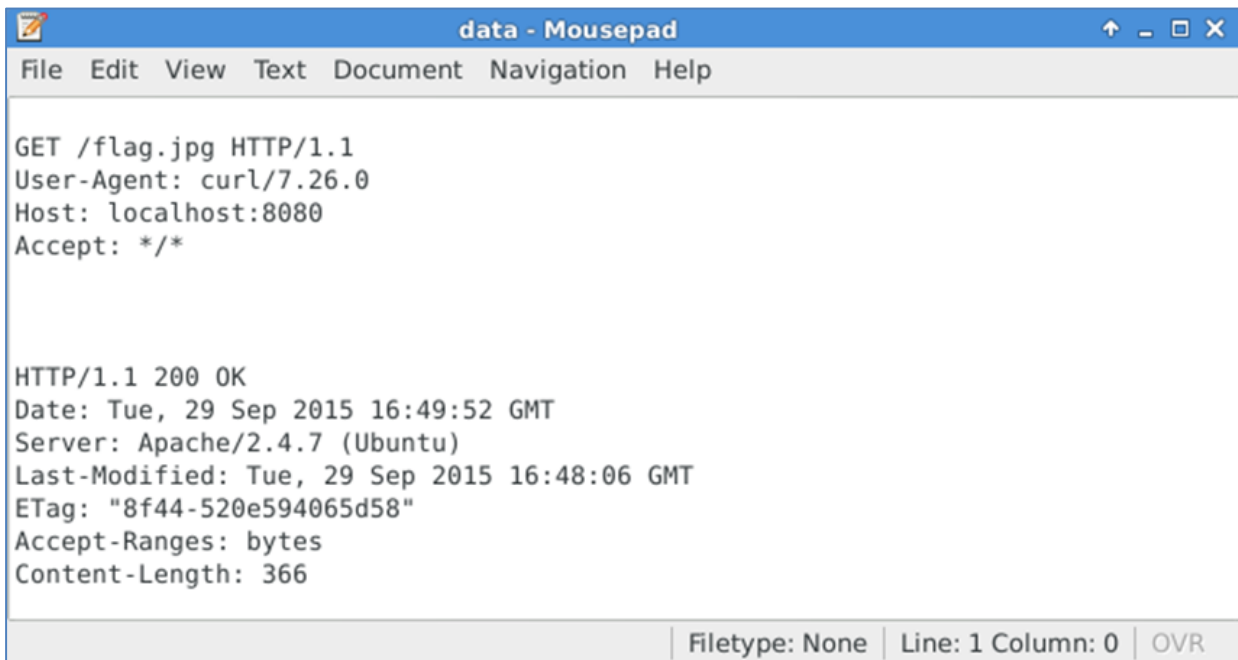 data - Mousepad
File Edit View Text Document Navigation Help
GET /flag.jpg HTTP/1.1
User-Agent: curl/7.26.0
Host: localhost:8080
Accept: */*
HTTP/1.1 200 OK
Date: Tue, 29 Sep 2015 16:49:52 GMT
Server: Apache/2.4.7 (Ubuntu)
Last-Modified: Tue, 29 Sep 2015 16:48:06 GMT
ETag: "8f44-520e594065d58"
Accept-Ranges: bytes
Content-Length: 366
Filetype: None Line: 1 Column: 0 OVR